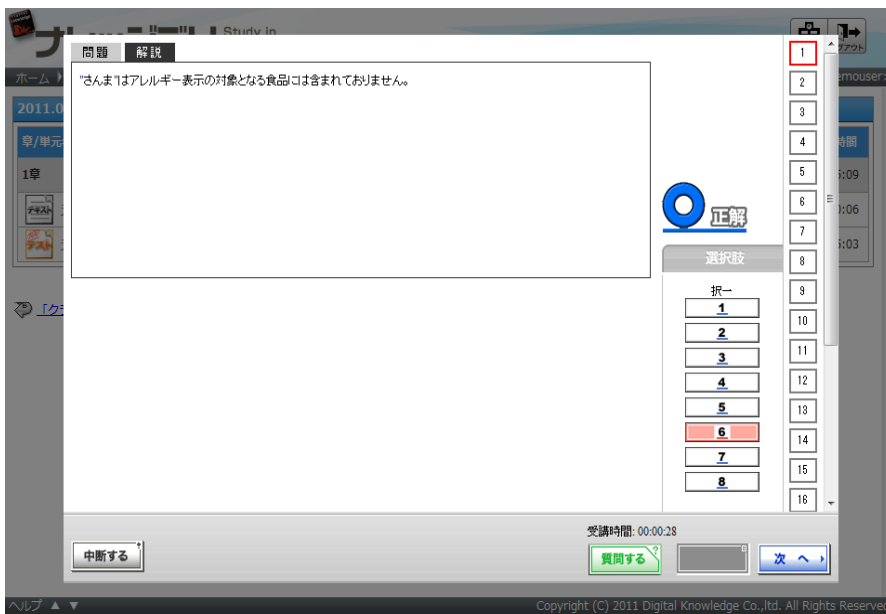 Study in
ログアウト
ホーム
emouser
2011.0
章/単元
時間
1章
5:09
テキスト
0:06
テスト
5:03
問題
解説
"さんま"はアレルギー表示の対象となる食品には含まれておりません。
正解
選択肢
択一
1
2
3
4
5
6
7
8
1
2
3
4
5
6
7
8
9
10
11
12
13
14
15
16
受講時間: 00:00:28
中断する
質問する
?
次 へ
ヘルプ ▲ ▼
Copyright (C) 2011 Digital Knowledge Co.,ltd. All Rights Reserve